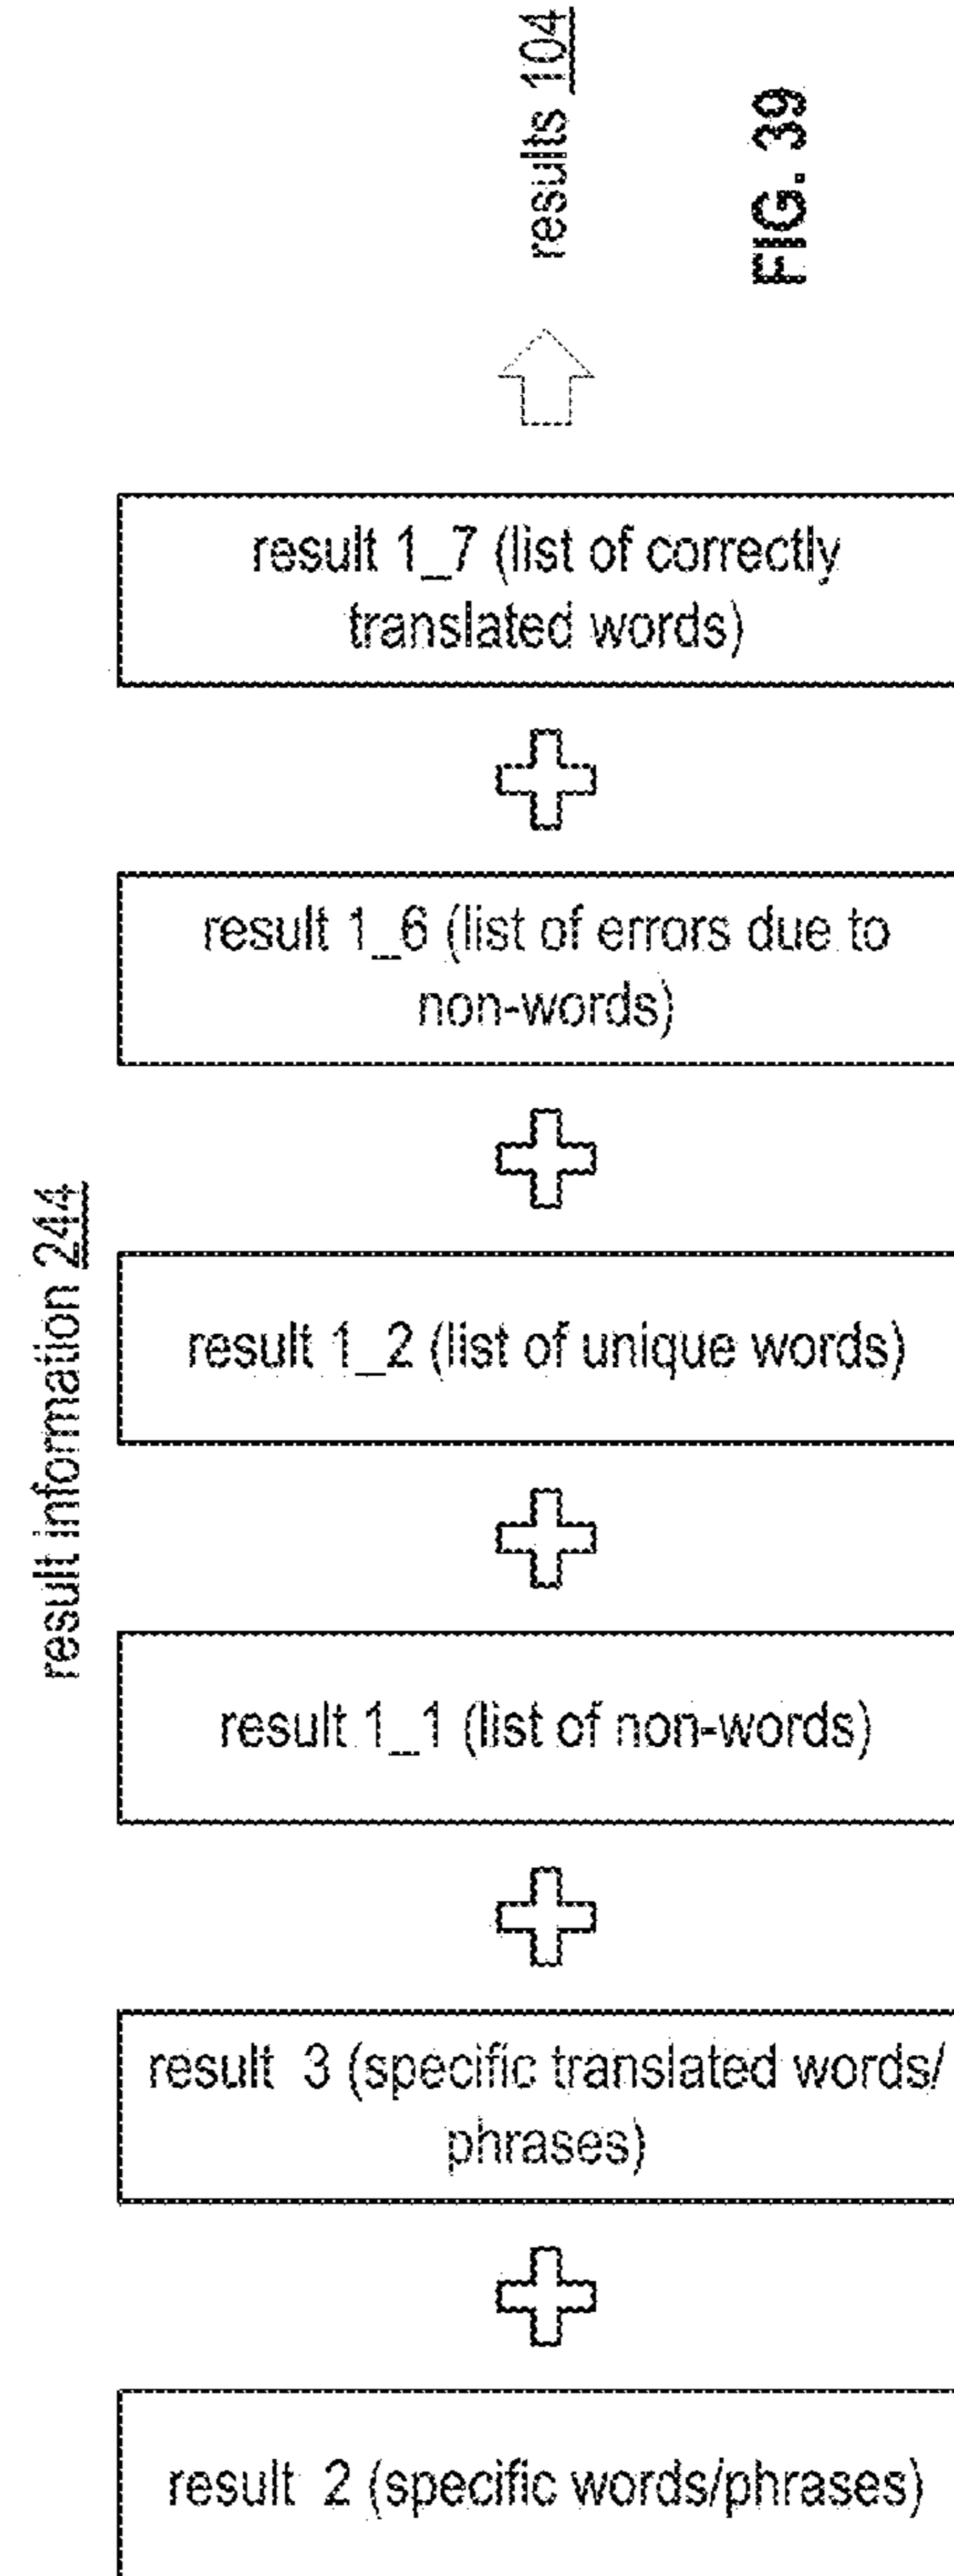 results 104
FIG. 39
result 1_7 (list of correctly
translated words)
result 1_6 (list of errors due to
non-words)
result information 244
result 1_2 (list of unique words)
result 1_1 (list of non-words)
result 3 (specific translated words/
phrases)
result 2 (specific words/phrases)